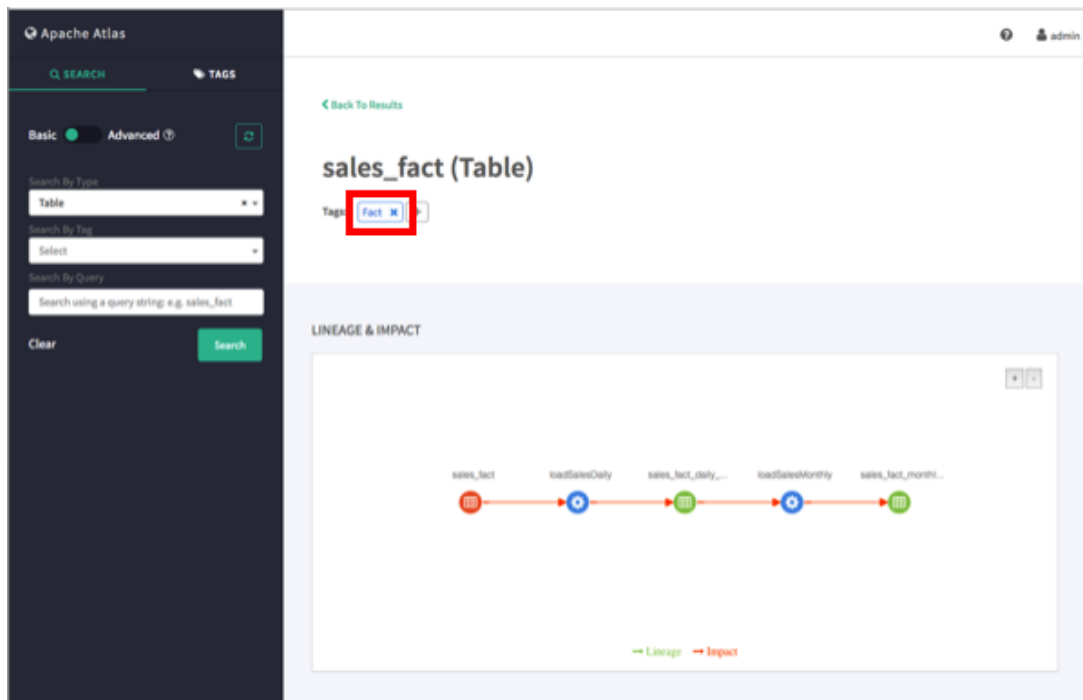 Apache Atlas
admin
SEARCH
TAGS
Back To Results
Basic
Advanced
sales_fact (Table)
Search By Type
Table
Tags:
Fact
Search By Tag
Select
Search By Query
Search using a query string: e.g. sales_fact
Clear
Search
LINEAGE & IMPACT
+ -
sales_fact
loadSalesDaily
sales_fact_daily_...
loadSalesMonthly
sales_fact_monthl...
Lineage
Impact